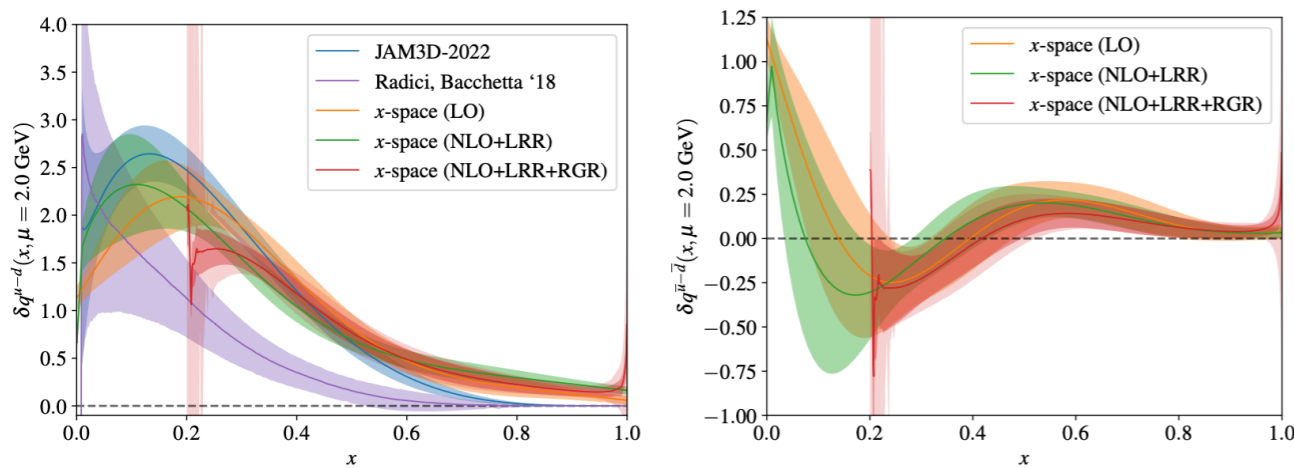 4.0
3.5
3.0
2.5
2.0
1.5
1.0
0.5
0.0
δq^{u−d}(x, μ = 2.0 GeV)
JAM3D-2022
Radici, Bacchetta ‘18
x-space (LO)
x-space (NLO+LRR)
x-space (NLO+LRR+RGR)
0.0 0.2 0.4 0.6 0.8 1.0
x
1.25
1.00
0.75
0.50
0.25
0.00
−0.25
−0.50
−0.75
−1.00
δq^{ū−d̄}(x, μ = 2.0 GeV)
x-space (LO)
x-space (NLO+LRR)
x-space (NLO+LRR+RGR)
0.0 0.2 0.4 0.6 0.8 1.0
x